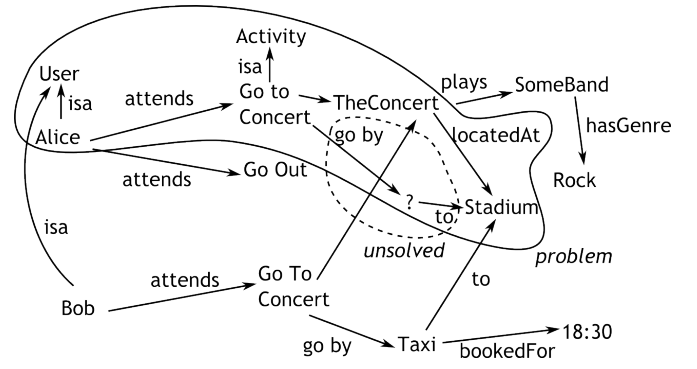 Activity
User
isa
isa
attends
Go to
Concert
TheConcert
plays
SomeBand
Alice
go by
locatedAt
hasGenre
attends
Go Out
Rock
?
to
Stadium
isa
unsolved
problem
attends
Go To
Concert
to
Bob
go by
Taxi
bookedFor
18:30